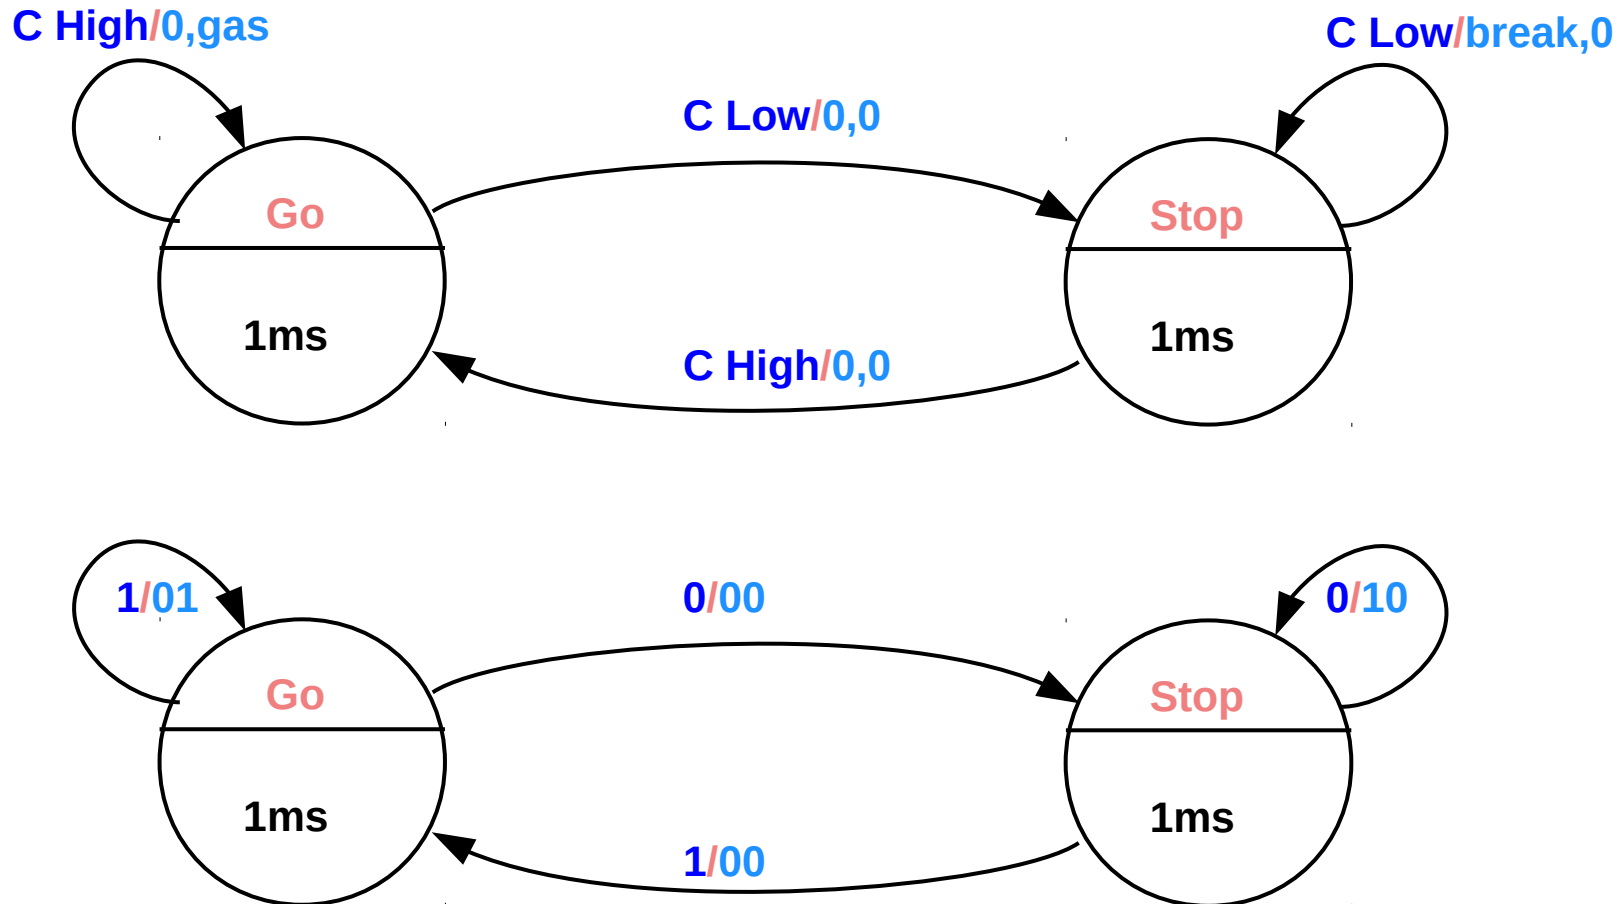 C High/0,gas
C Low/break,0
C Low/0,0
Go
Stop
1ms
1ms
C High/0,0
1/01
0/00
0/10
Go
Stop
1ms
1ms
1/00